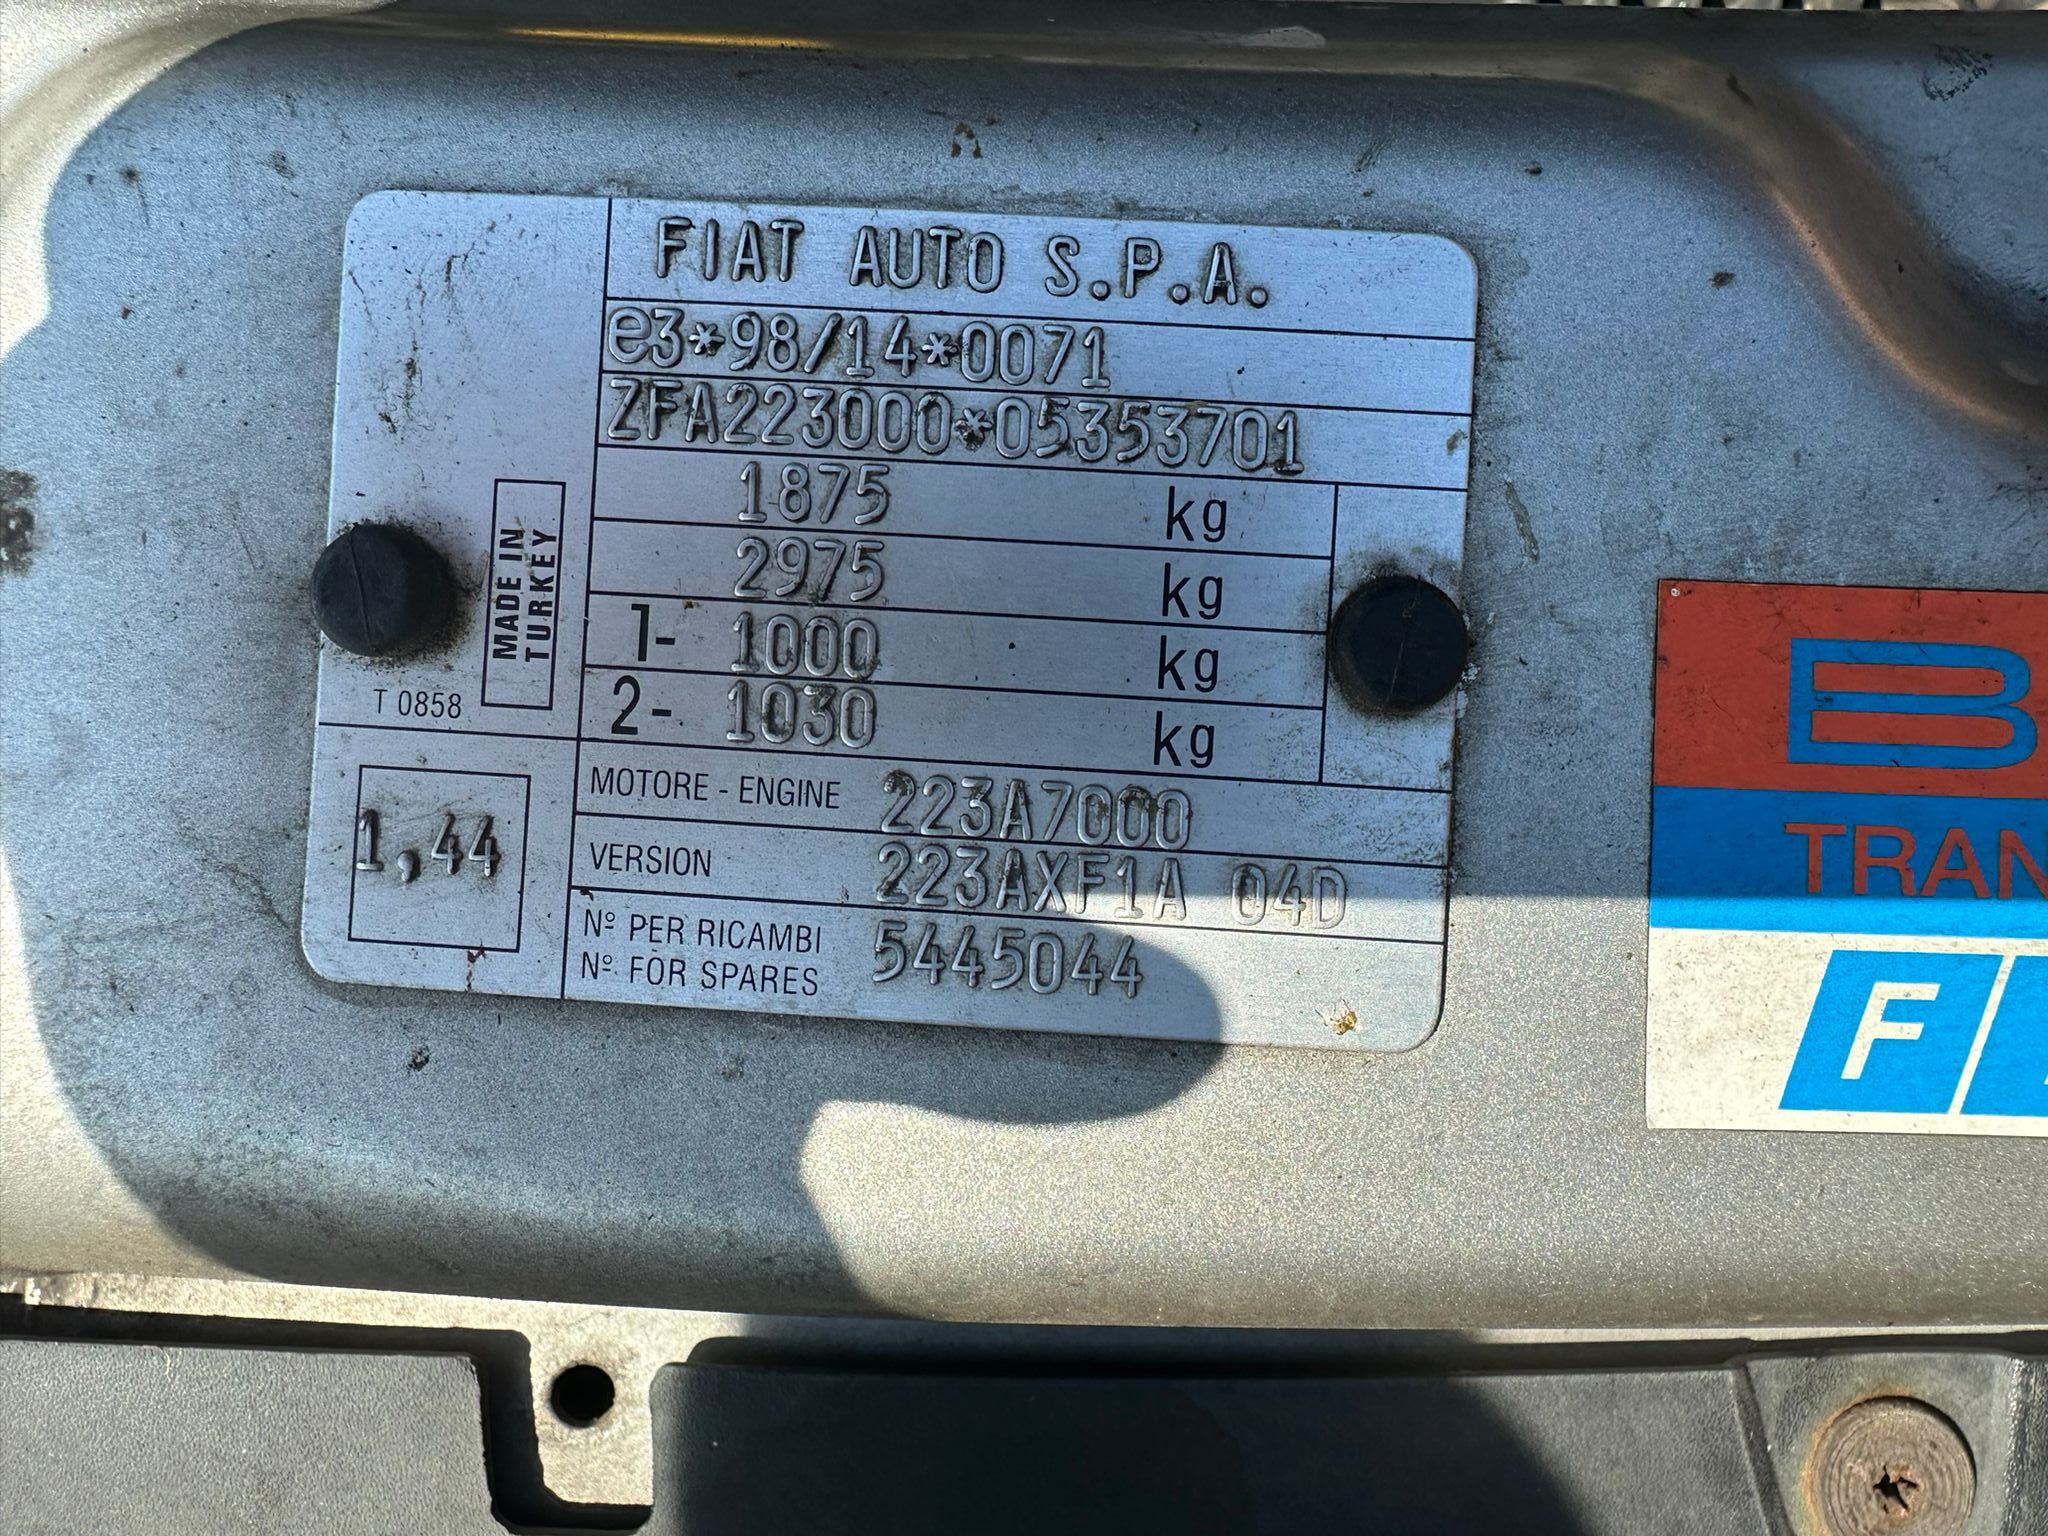 FIAT AUTO S.P.A.
e3*98/14*0071
ZFA223000*05353701
1875 kg
2975 kg
1- 1000 kg
2- 1030 kg
MADE IN
TURKEY
T 0858
1,44
MOTORE - ENGINE 223A7000
VERSION 223AXF1A 04D
Nº PER RICAMBI
Nº FOR SPARES 5445044
B
TRAN
F